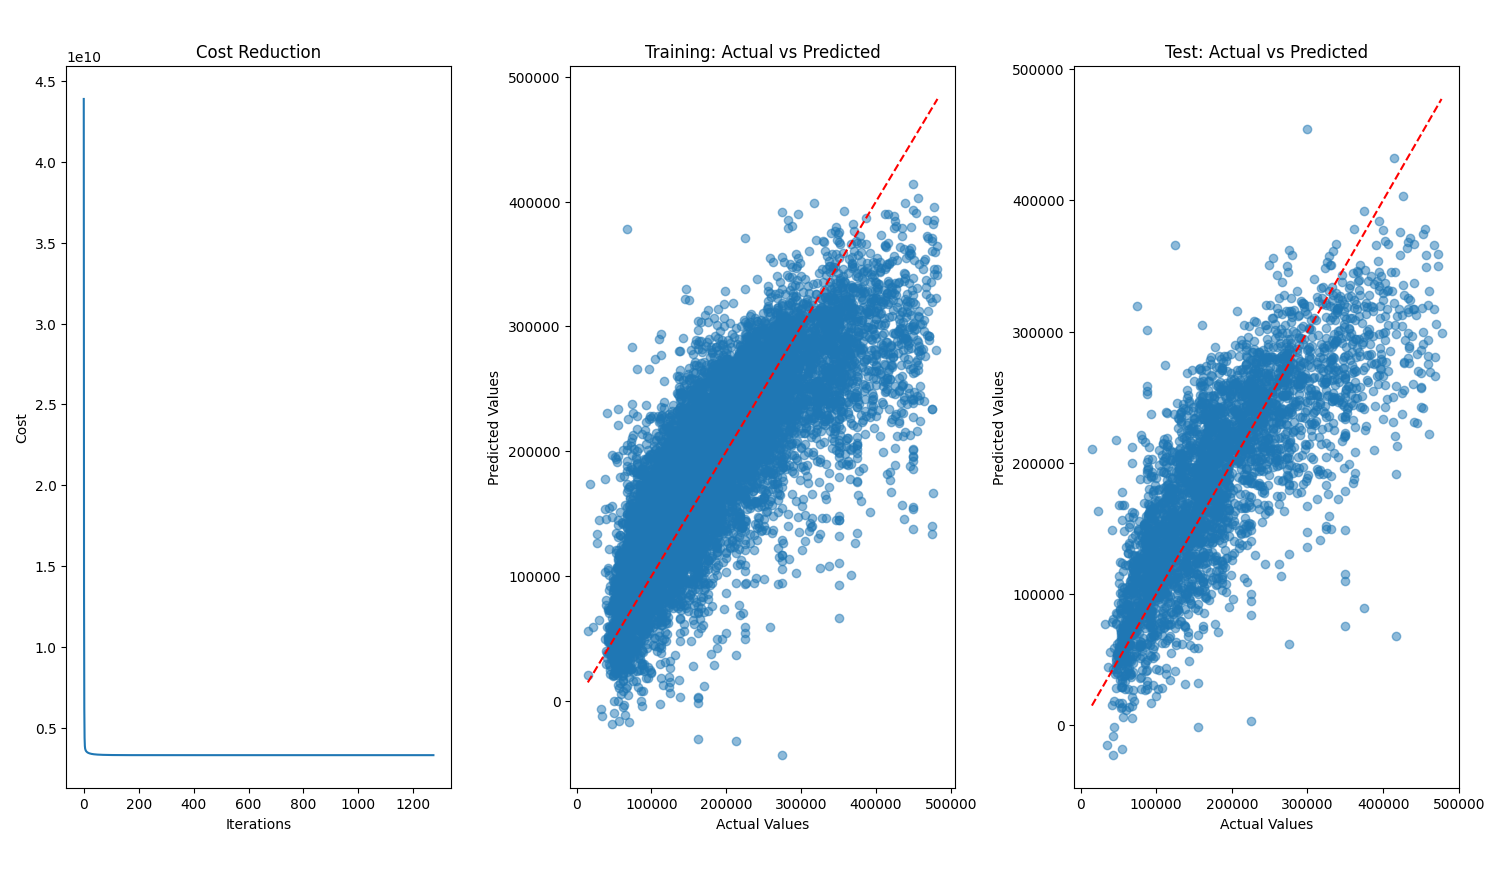 Cost Reduction
1e10
4.5
4.0
3.5
3.0
2.5
2.0
1.5
1.0
0.5
0 200 400 600 800 1000 1200
Iterations
Cost
Training: Actual vs Predicted
500000
400000
300000
200000
100000
0
0 100000 200000 300000 400000 500000
Actual Values
Predicted Values
Test: Actual vs Predicted
500000
400000
300000
200000
100000
0
0 100000 200000 300000 400000 500000
Actual Values
Predicted Values